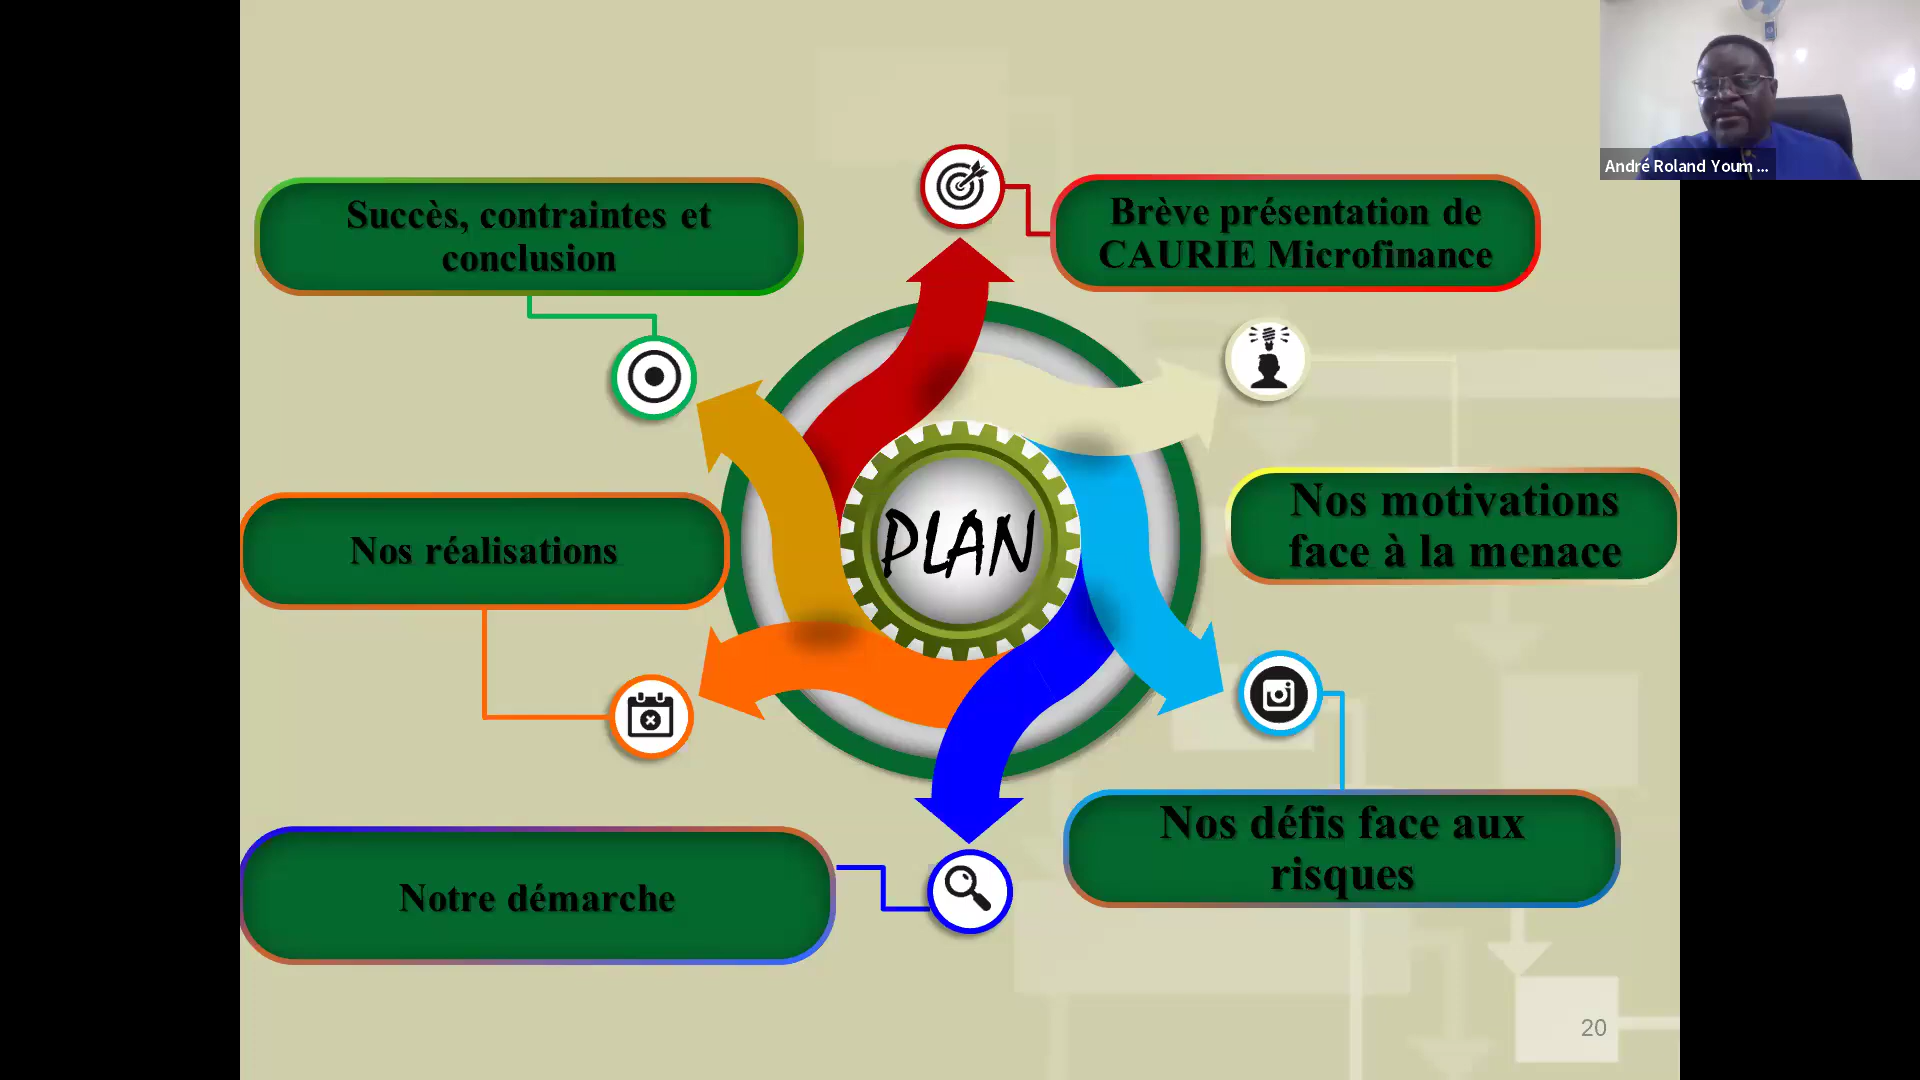 André Roland Youm ...
Brève présentation de
CAURIE Microfinance
Nos motivations
face à la menace
Nos défis face aux
risques
Notre démarche
Nos réalisations
Succès, contraintes et
conclusion
PLAN
20